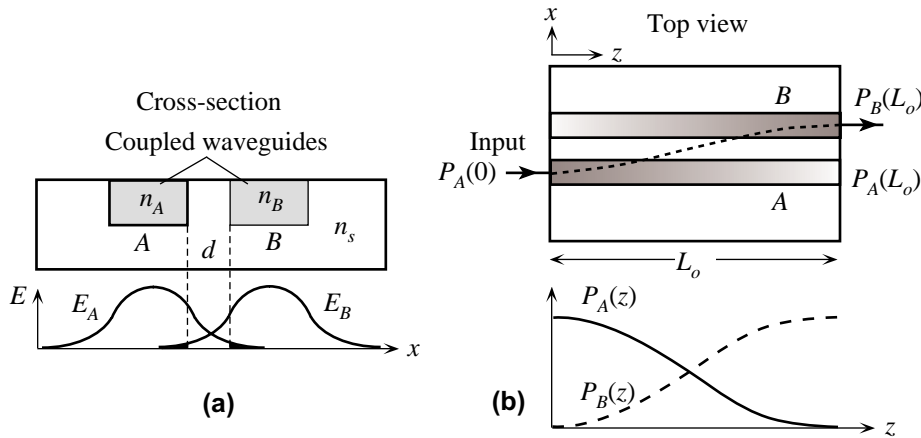 Cross-section
Coupled waveguides
n_A
n_B
A
d
B
n_s
E
E_A
E_B
x
(a)
x
Top view
z
B
P_B(L_o)
Input
P_A(0)
P_A(L_o)
A
L_o
P_A(z)
P_B(z)
(b)
z